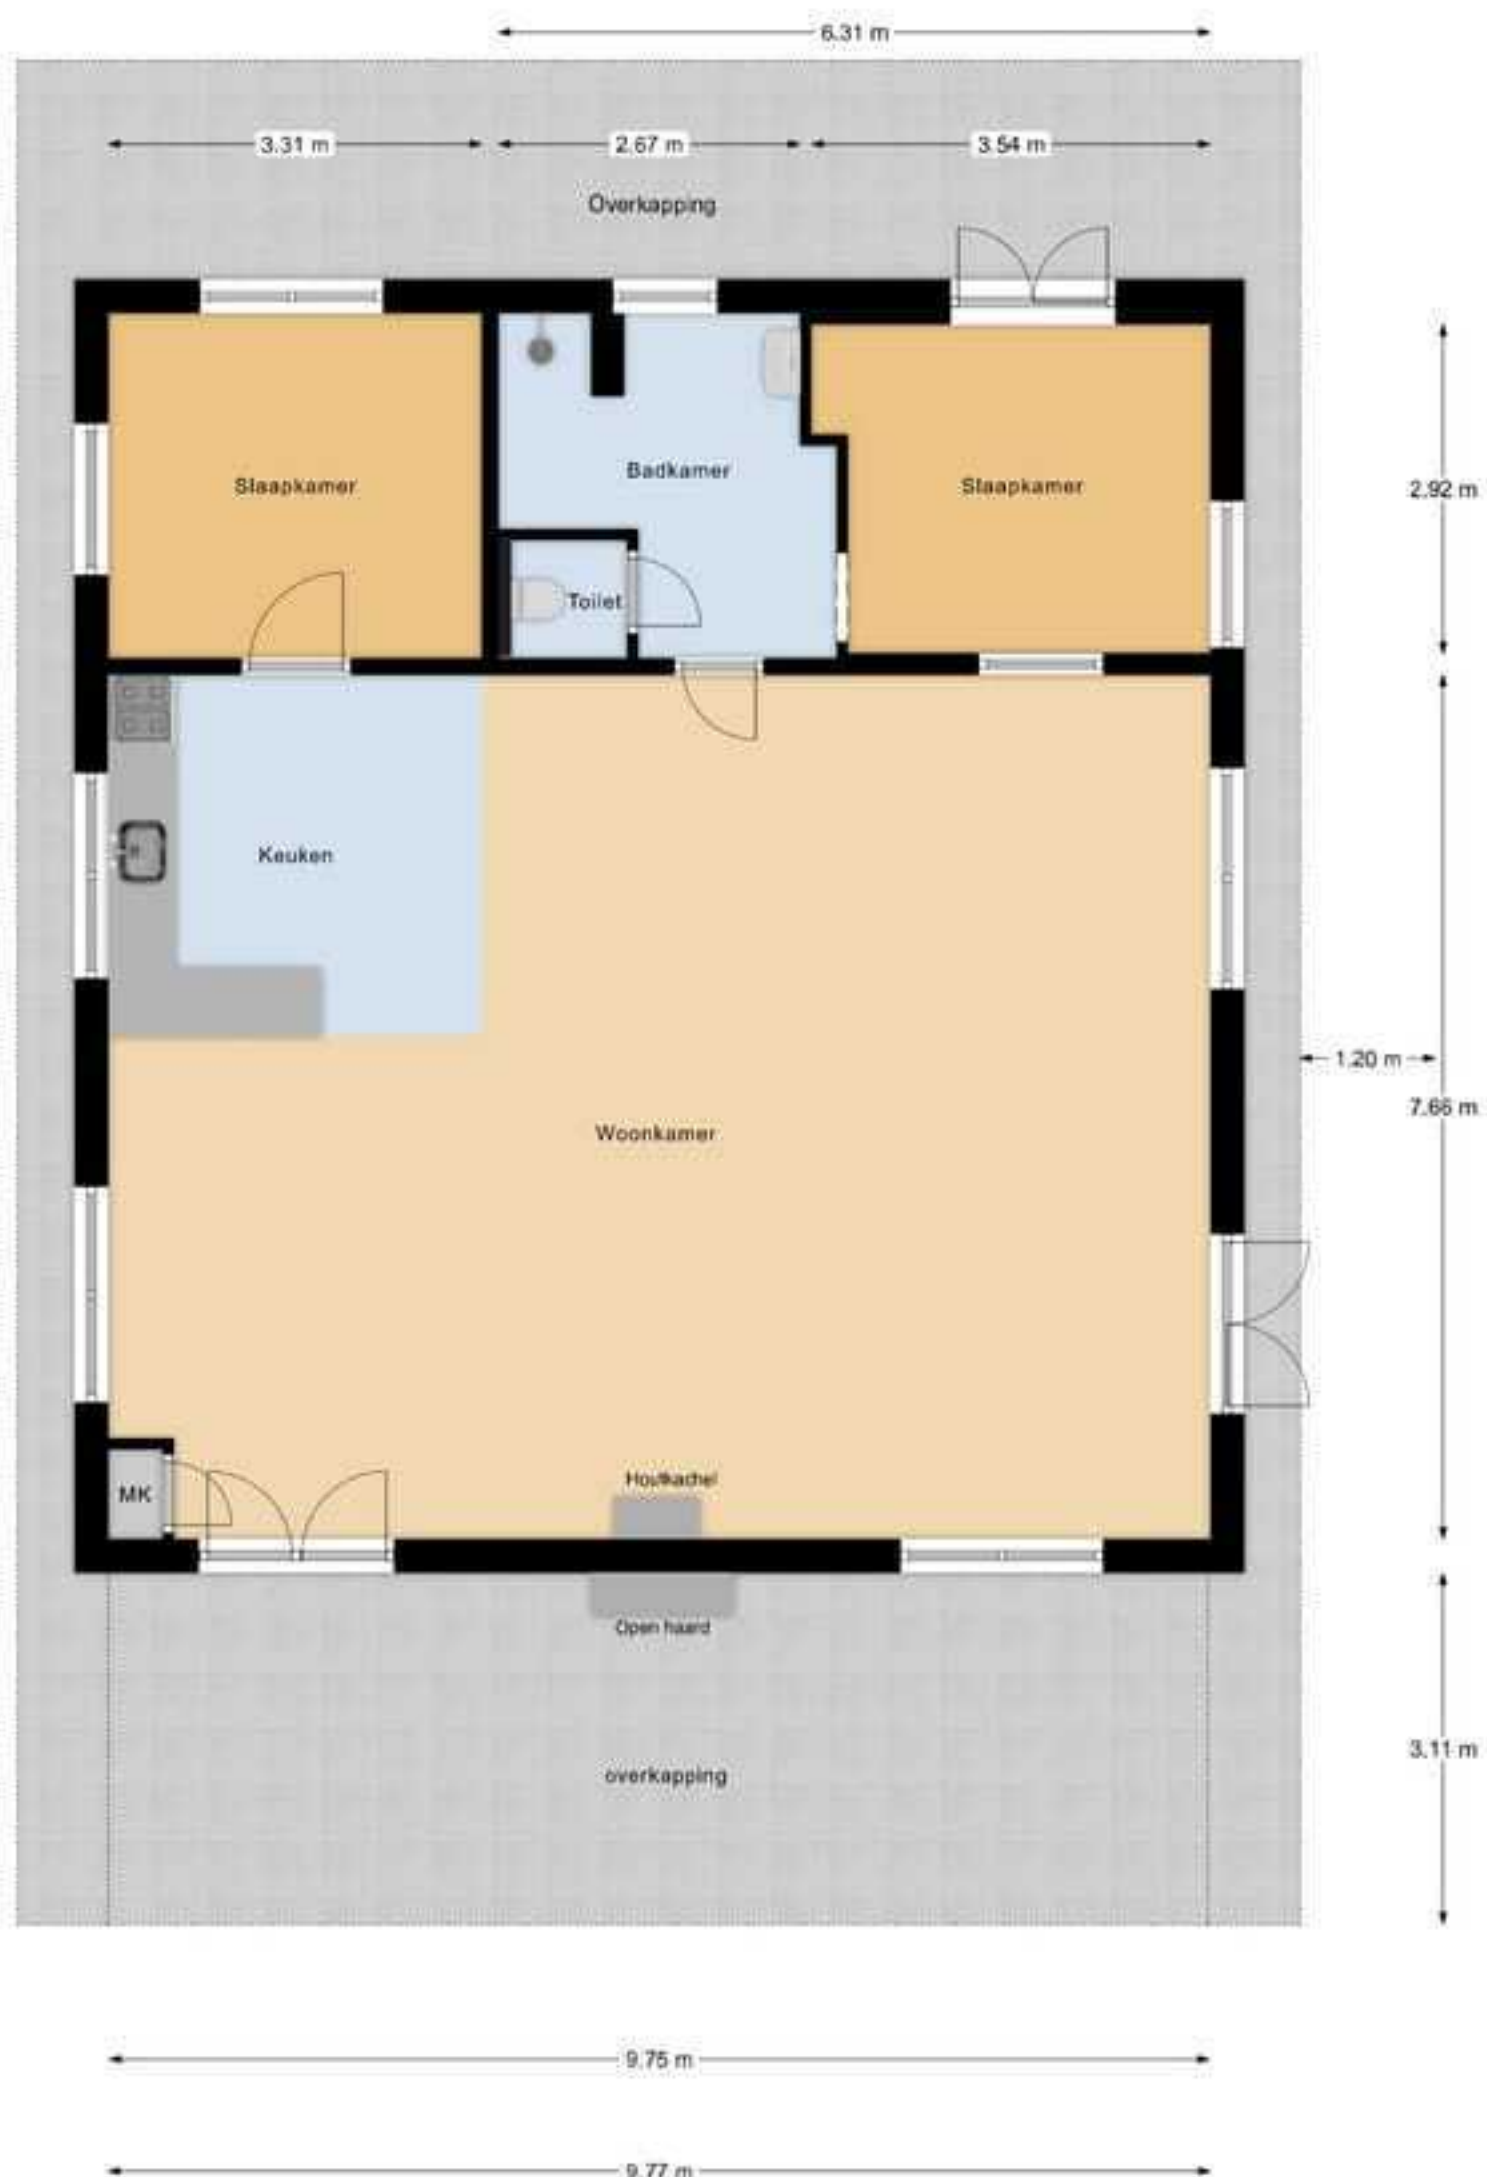 6.31 m
3.31 m
2.67 m
3.54 m
Overkapping
Slaapkamer
Badkamer
Slaapkamer
2.92 m
Toilet
Keuken
1.20 m
7.66 m
Woonkamer
Houtkachel
MK
Open haard
3.11 m
overkapping
9.75 m
9.77 m